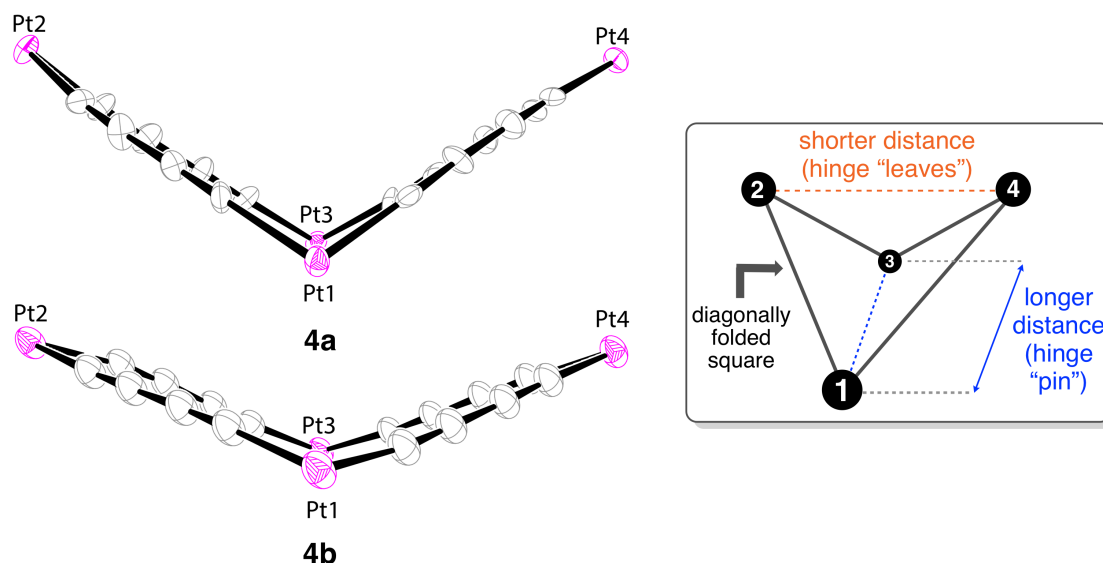 Pt2
Pt4
Pt3
Pt1
4a
Pt2
Pt4
Pt3
Pt1
4b
shorter distance
(hinge “leaves”)
2
4
3
diagonally
folded
square
longer
distance
(hinge
“pin”)
1